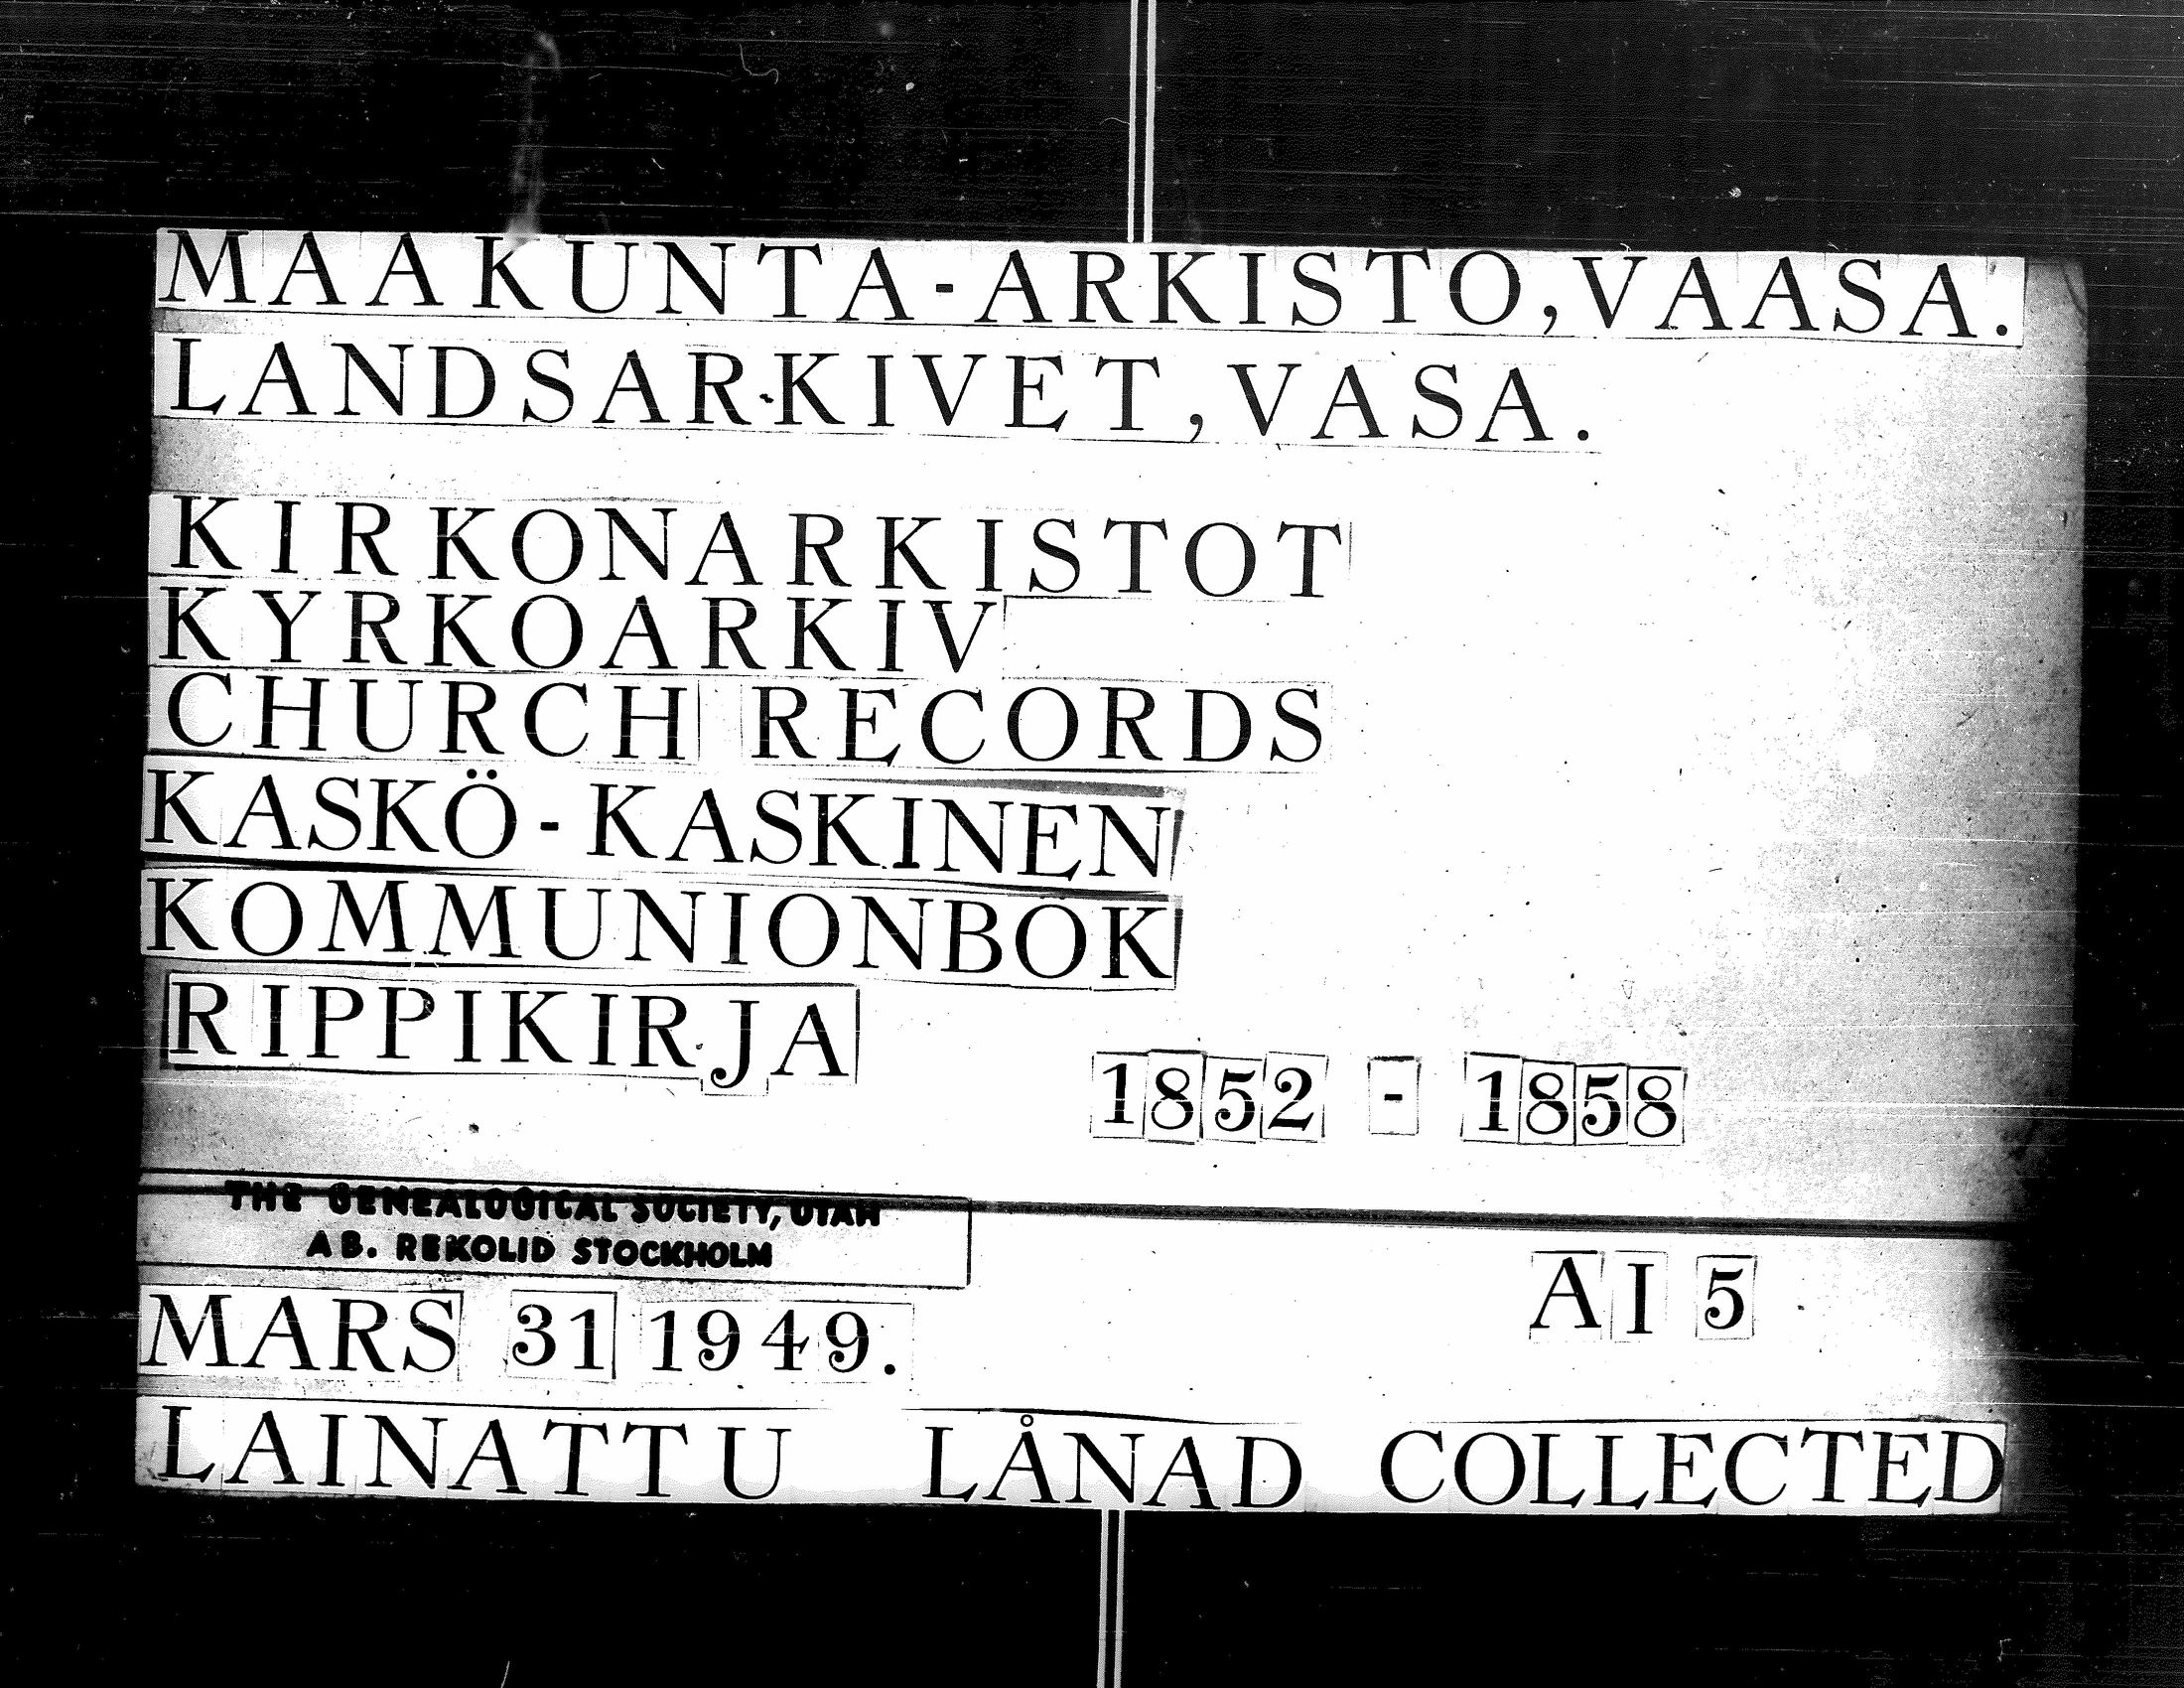 MAAKUNTA-ARKISTO, VAASA.
LANDSARKIVET, VASA.
KIRKONARKISTOT
KYRKOARKIV
CHURCH RECORDS
KASKÖ-KASKINEN
KOMMUNIONBOK
RIPPIKIRJA
1852 - 1858
THE GENEALOGICAL SOCIETY, UTAH
AB. REKOLID STOCKHOLM
A I 5
MARS 31 1949.
LAINATTU LÅNAD COLLECTED